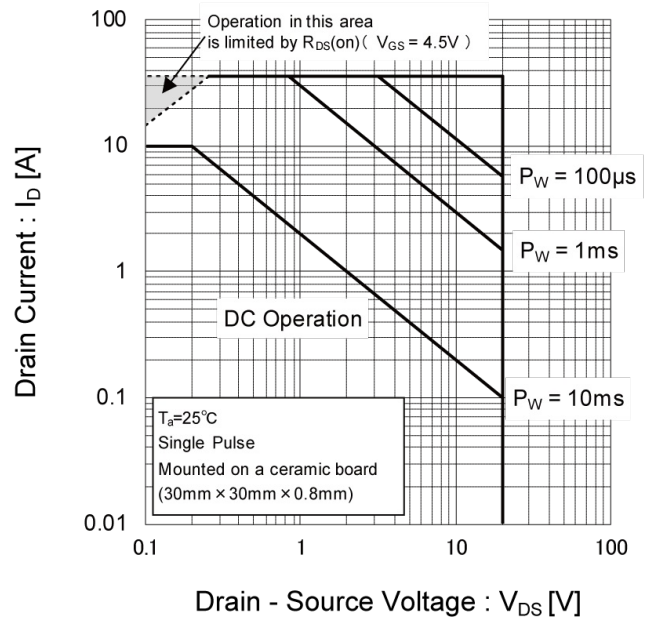 Operation in this area
is limited by RDS(on)( VGS = 4.5V )
100
10
1
0.1
0.01
Drain Current : ID [A]
PW = 100μs
PW = 1ms
DC Operation
PW = 10ms
Ta=25°C
Single Pulse
Mounted on a ceramic board
(30mm × 30mm × 0.8mm)
0.1
1
10
100
Drain - Source Voltage : VDS [V]